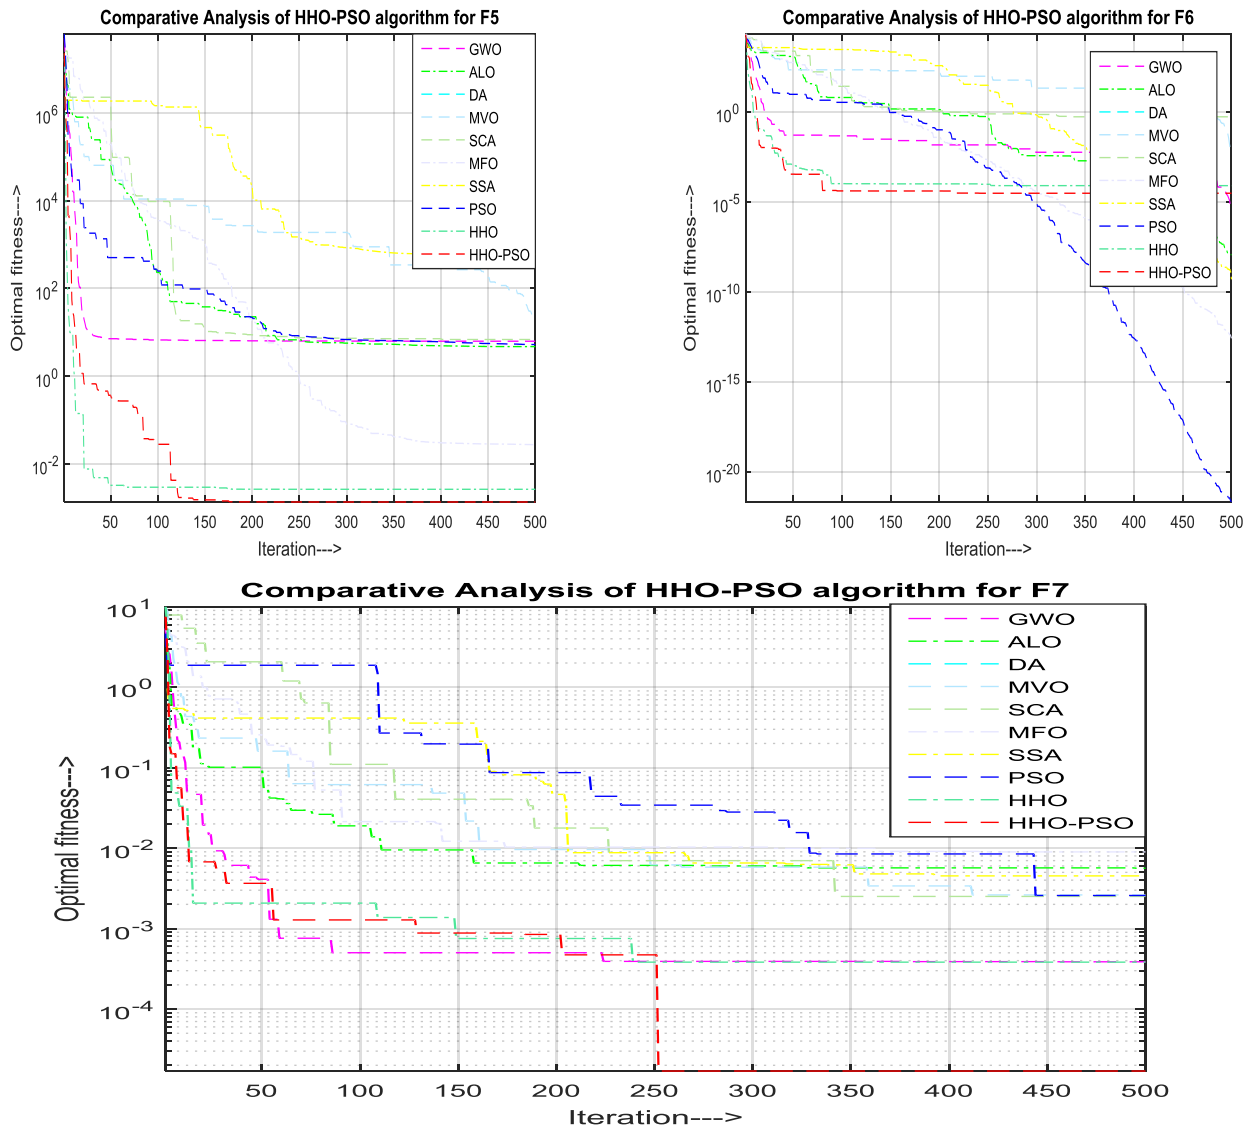 Comparative Analysis of HHO-PSO algorithm for F5
Optimal fitness---->
10^6
10^4
10^2
10^0
10^-2
50 100 150 200 250 300 350 400 450 500
Iteration--->
GWO
ALO
DA
MVO
SCA
MFO
SSA
PSO
HHO
HHO-PSO
Comparative Analysis of HHO-PSO algorithm for F6
Optimal fitness---->
10^0
10^-5
10^-10
10^-15
10^-20
50 100 150 200 250 300 350 400 450 500
Iteration--->
GWO
ALO
DA
MVO
SCA
MFO
SSA
PSO
HHO
HHO-PSO
Comparative Analysis of HHO-PSO algorithm for F7
Optimal fitness--->
10^1
10^0
10^-1
10^-2
10^-3
10^-4
50 100 150 200 250 300 350 400 450 500
Iteration--->
GWO
ALO
DA
MVO
SCA
MFO
SSA
PSO
HHO
HHO-PSO